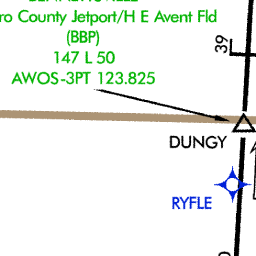 ro County Jetport/H E Avent Fld
(BBP)
147 L 50
AWOS-3PT 123.825
39
DUNGY
RYFLE